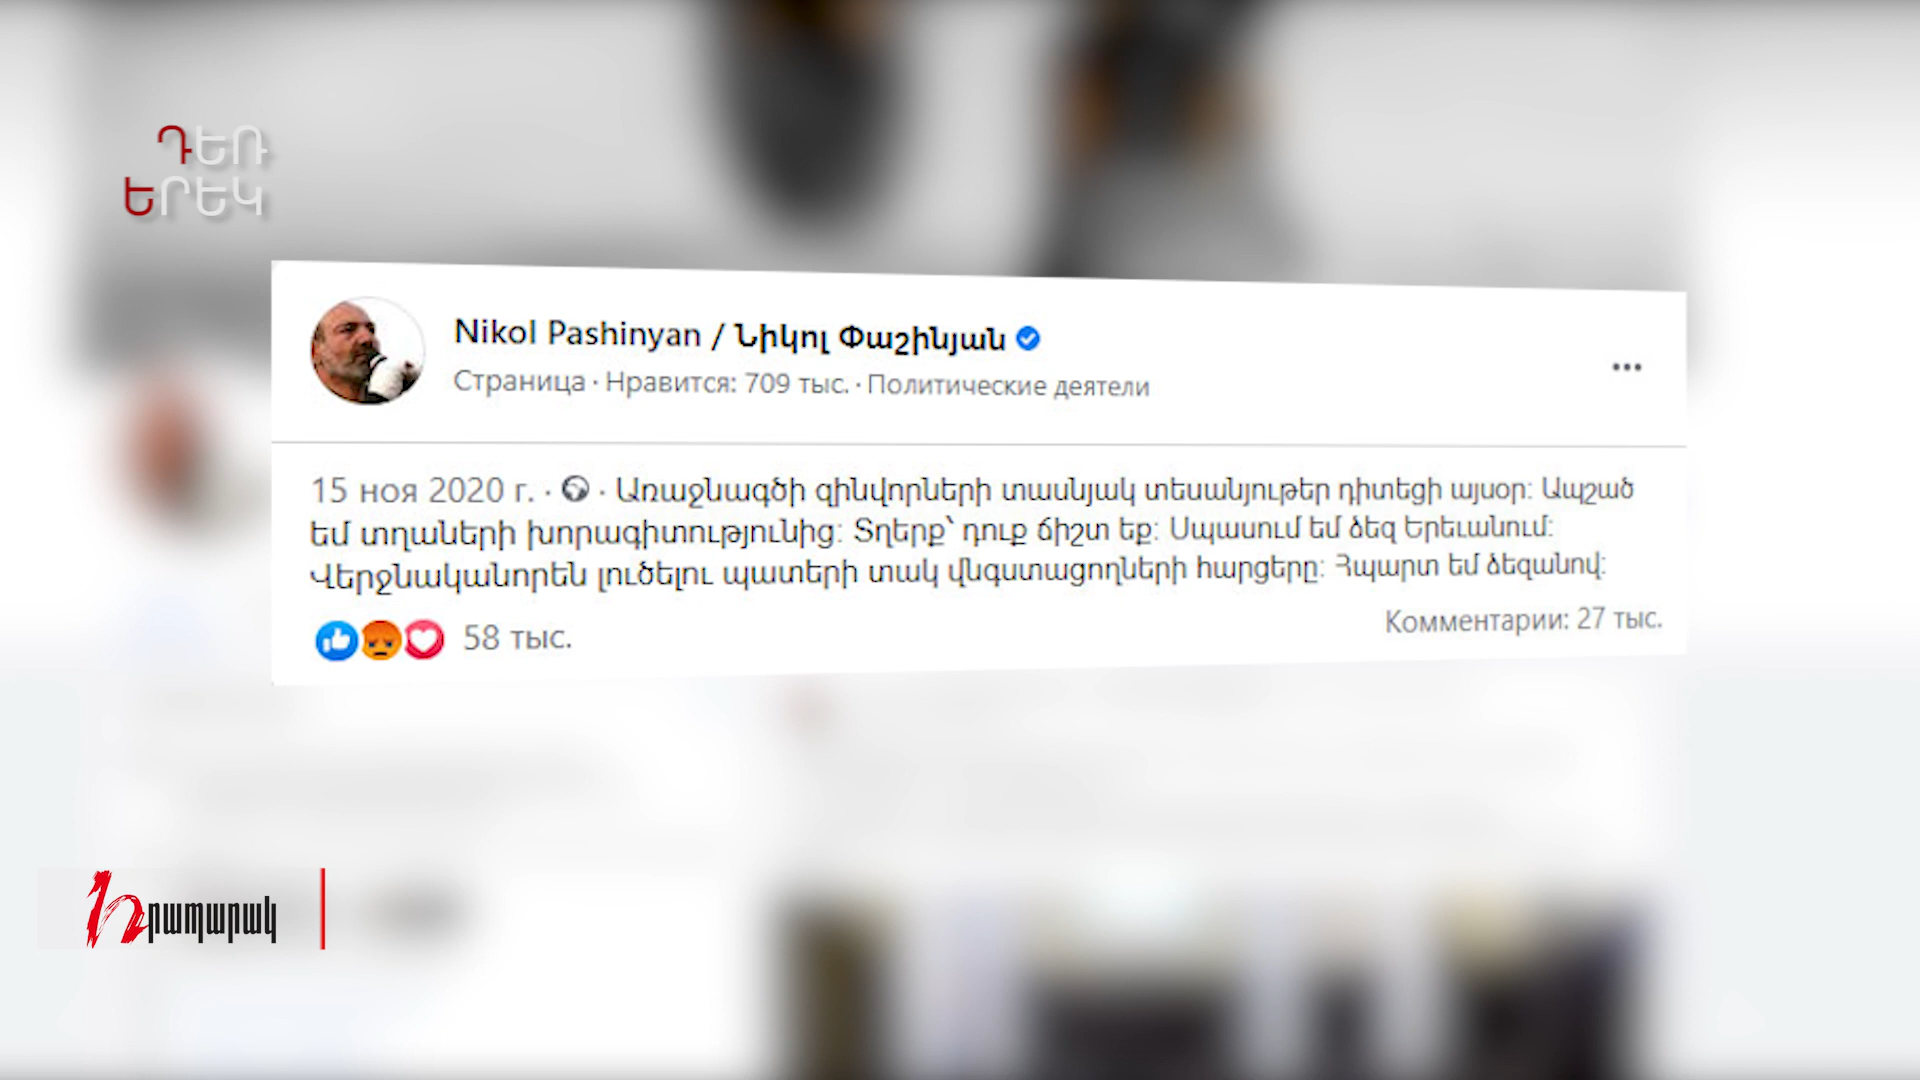 ԴԵՌ
ԵՐԵԿ
Nikol Pashinyan / Նիկոլ Փաշինյան
Страница · Нравится: 709 тыс. · Политические деятели
15 ноя 2020 г. · · Առաջնագծի զինվորների տասնյակ տեսանյութեր դիտեցի այսօր: Ապշած
եմ տղաների խորագիտությունից: Տղերք՝ դուք ճիշտ եք: Սպասում եմ ձեզ Երեւանում:
Վերջնականորեն լուծելու պատերի տակ վնգստացողների հարցերը: Հպարտ եմ ձեզանով:
58 тыс.
Комментарии: 27 тыс.
Հրապարակ